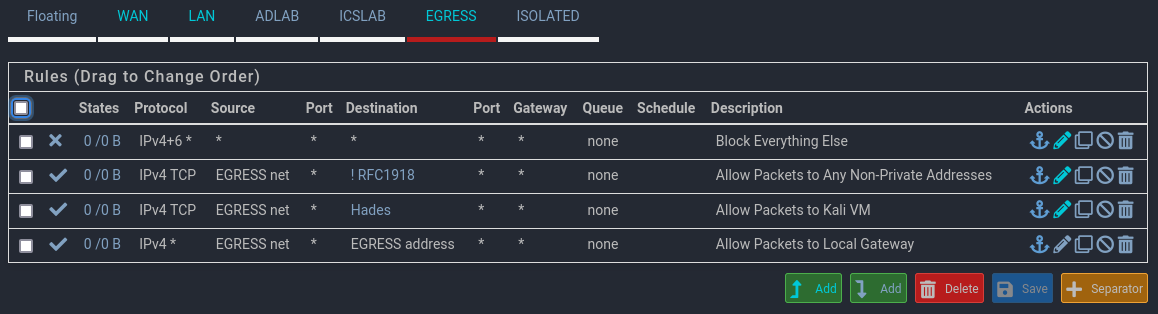 Floating WAN LAN ADLAB ICSLAB EGRESS ISOLATED
Rules (Drag to Change Order)
States Protocol Source Port Destination Port Gateway Queue Schedule Description Actions
0 /0 B IPv4+6 * * * * * * none Block Everything Else
0 /0 B IPv4 TCP EGRESS net * ! RFC1918 * * none Allow Packets to Any Non-Private Addresses
0 /0 B IPv4 TCP EGRESS net * Hades * * none Allow Packets to Kali VM
0 /0 B IPv4 * EGRESS net * EGRESS address * * none Allow Packets to Local Gateway
Add Add Delete Save Separator